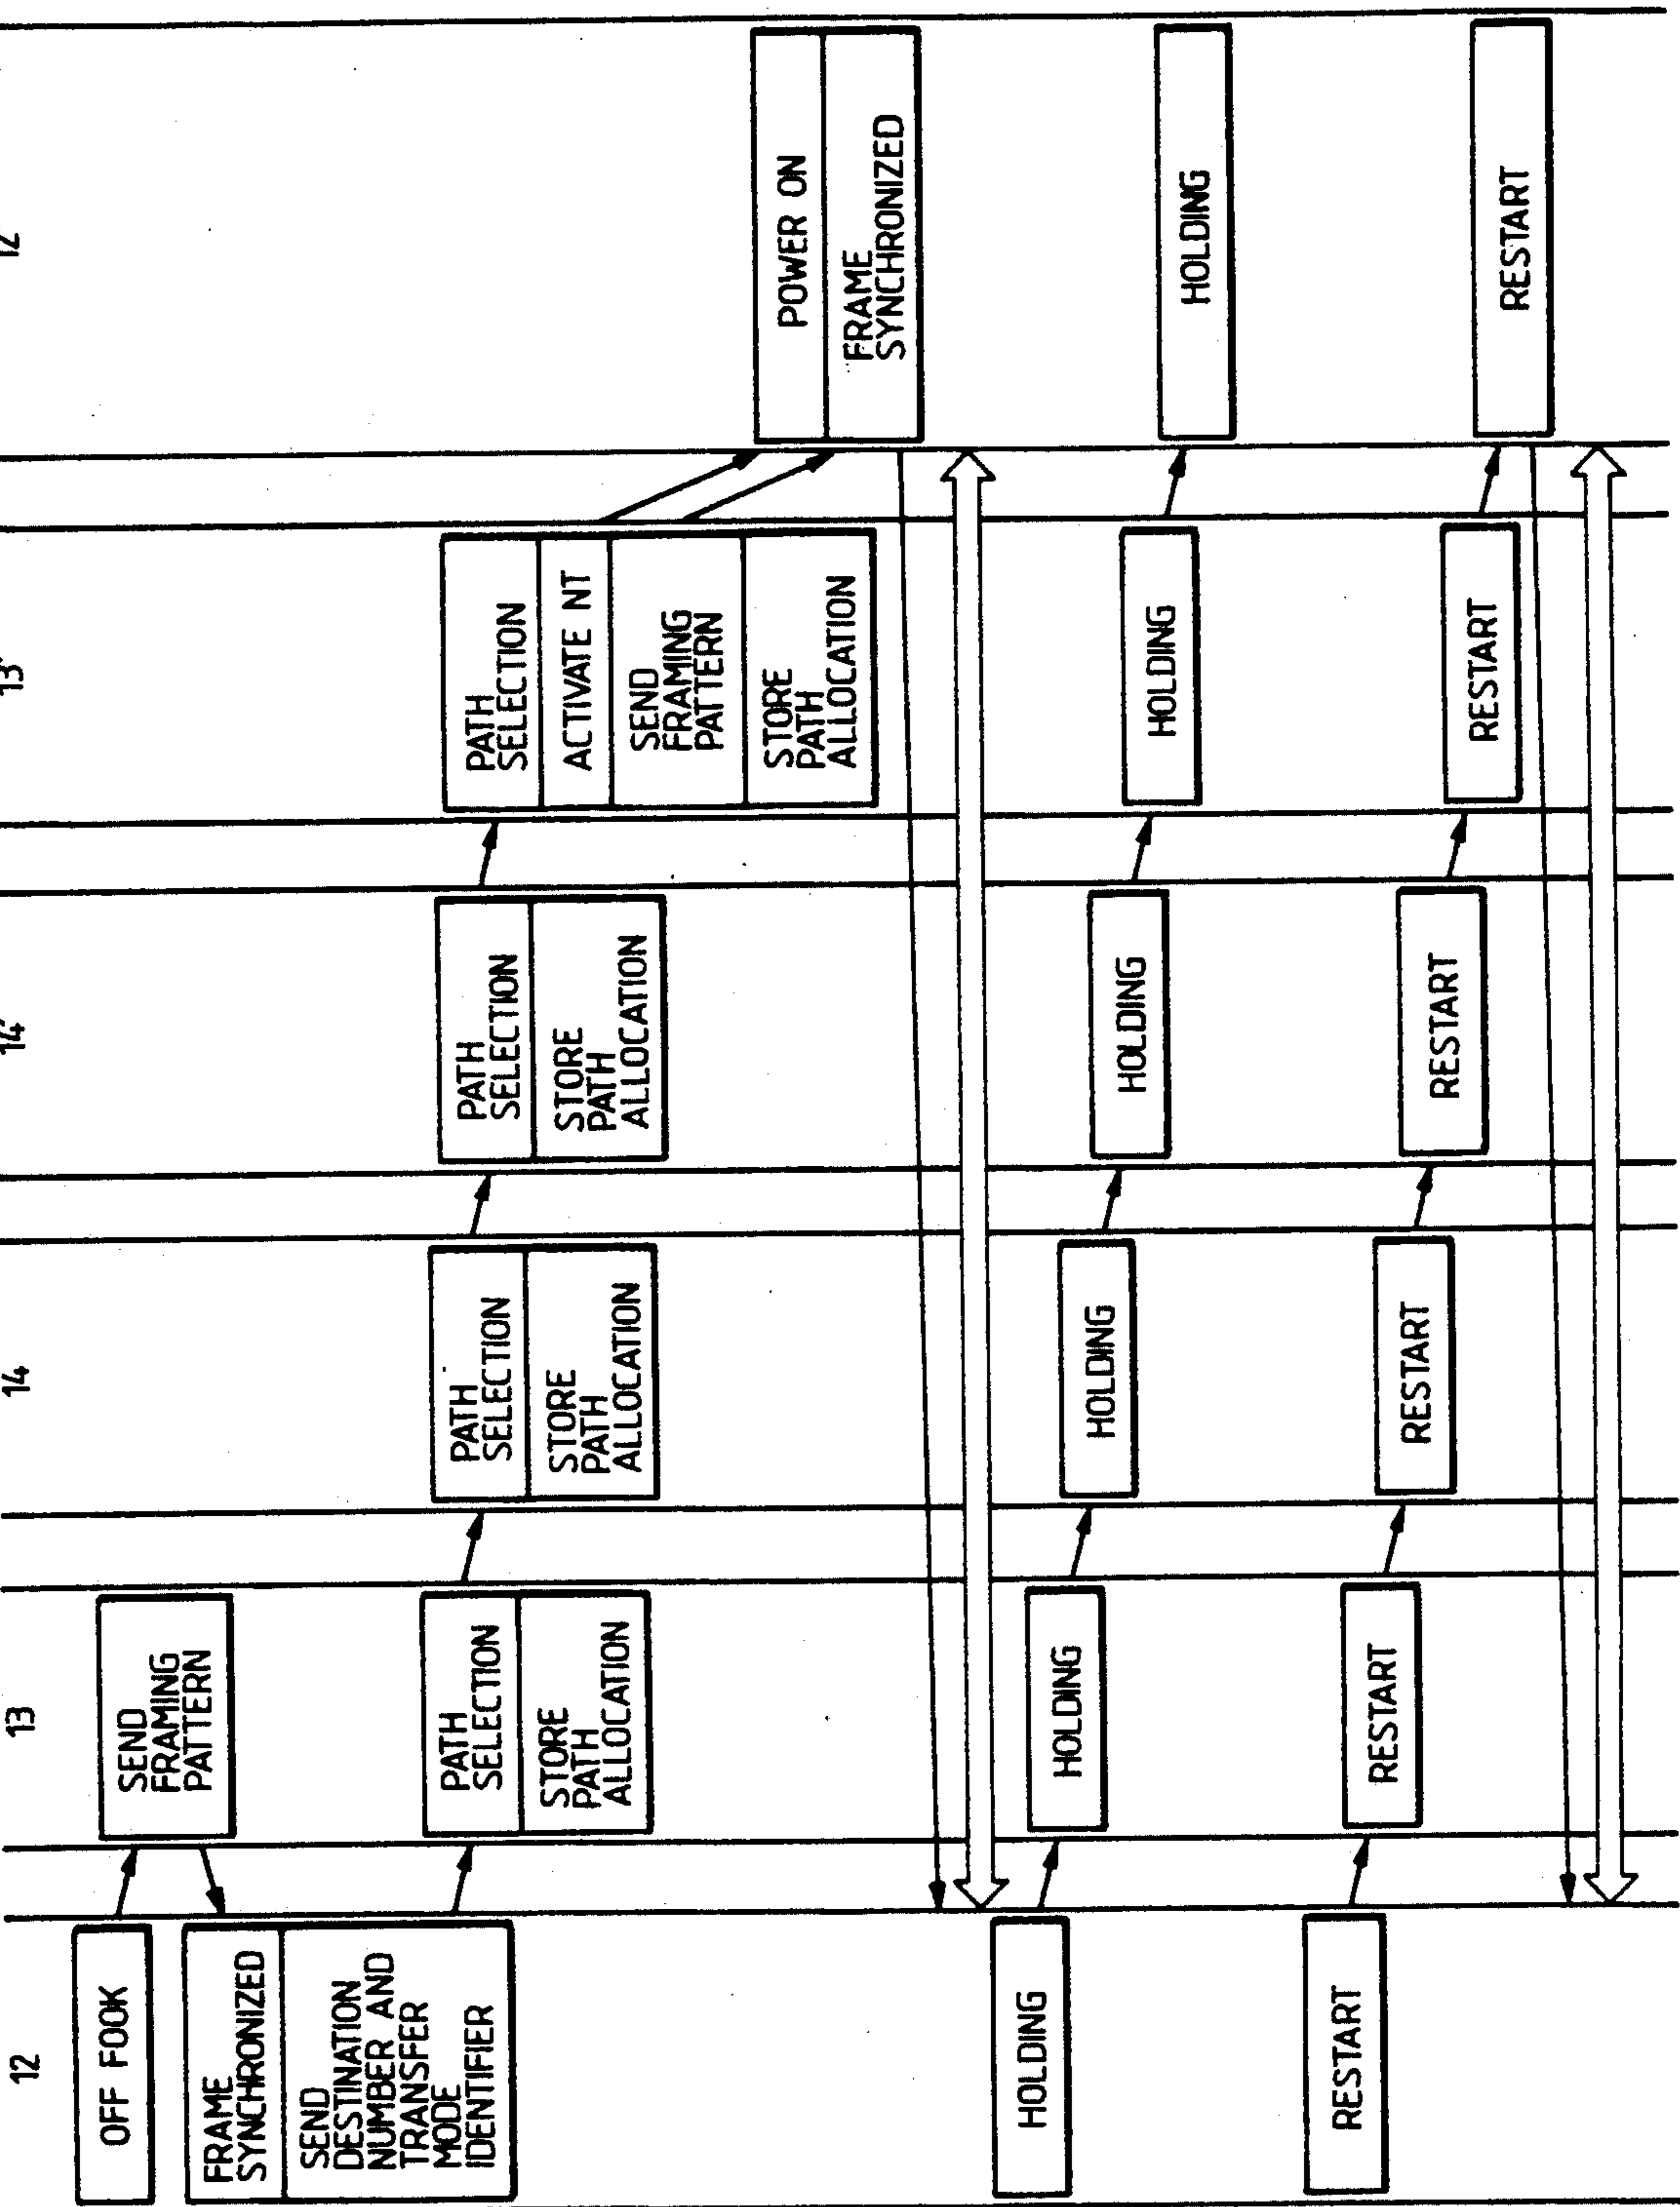 12
OFF FOOK
FRAME
SYNCHRONIZED
SEND
DESTINATION
NUMBER AND
TRANSFER
MODE
IDENTIFIER
HOLDING
RESTART
13
SEND
FRAMING
PATTERN
PATH
SELECTION
STORE
PATH
ALLOCATION
HOLDING
RESTART
14
PATH
SELECTION
STORE
PATH
ALLOCATION
HOLDING
RESTART
14'
PATH
SELECTION
STORE
PATH
ALLOCATION
HOLDING
RESTART
13'
PATH
SELECTION
ACTIVATE NT
SEND
FRAMING
PATTERN
STORE
PATH
ALLOCATION
HOLDING
RESTART
12
POWER ON
FRAME
SYNCHRONIZED
HOLDING
RESTART